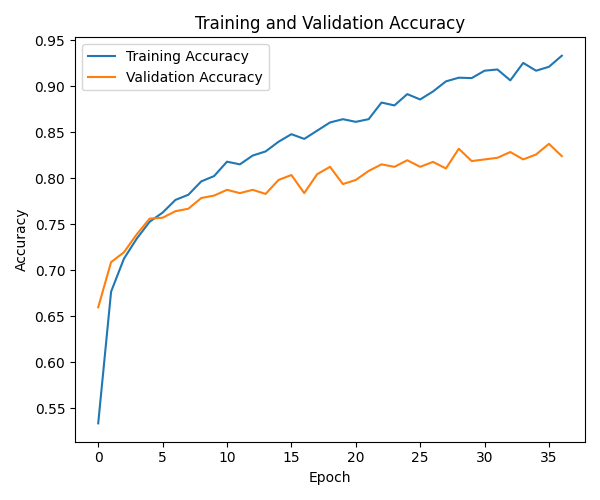 Training and Validation Accuracy
Training Accuracy
Validation Accuracy
0.95
0.90
0.85
0.80
0.75
0.70
0.65
0.60
0.55
Accuracy
0 5 10 15 20 25 30 35
Epoch